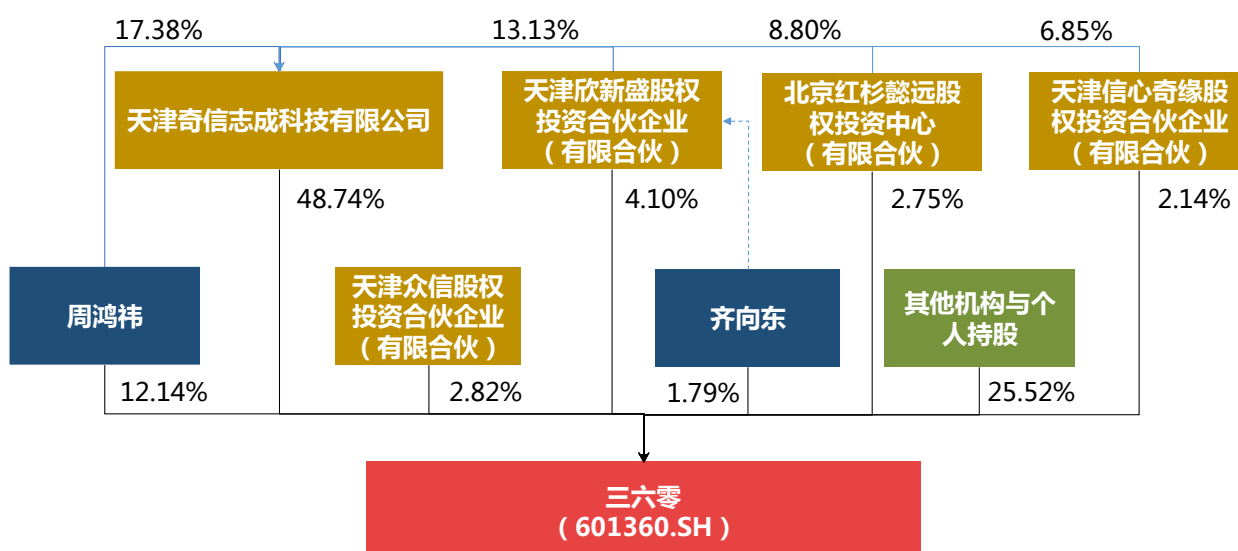 17.38%
13.13%
8.80%
6.85%
天津奇信志成科技有限公司
天津欣新盛股权
投资合伙企业
（有限合伙）
北京红杉懿远股
权投资中心
（有限合伙）
天津信心奇缘股
权投资合伙企业
（有限合伙）
48.74%
4.10%
2.75%
2.14%
周鸿祎
天津众信股权
投资合伙企业
（有限合伙）
齐向东
其他机构与个
人持股
12.14%
2.82%
1.79%
25.52%
三六零
（601360.SH）